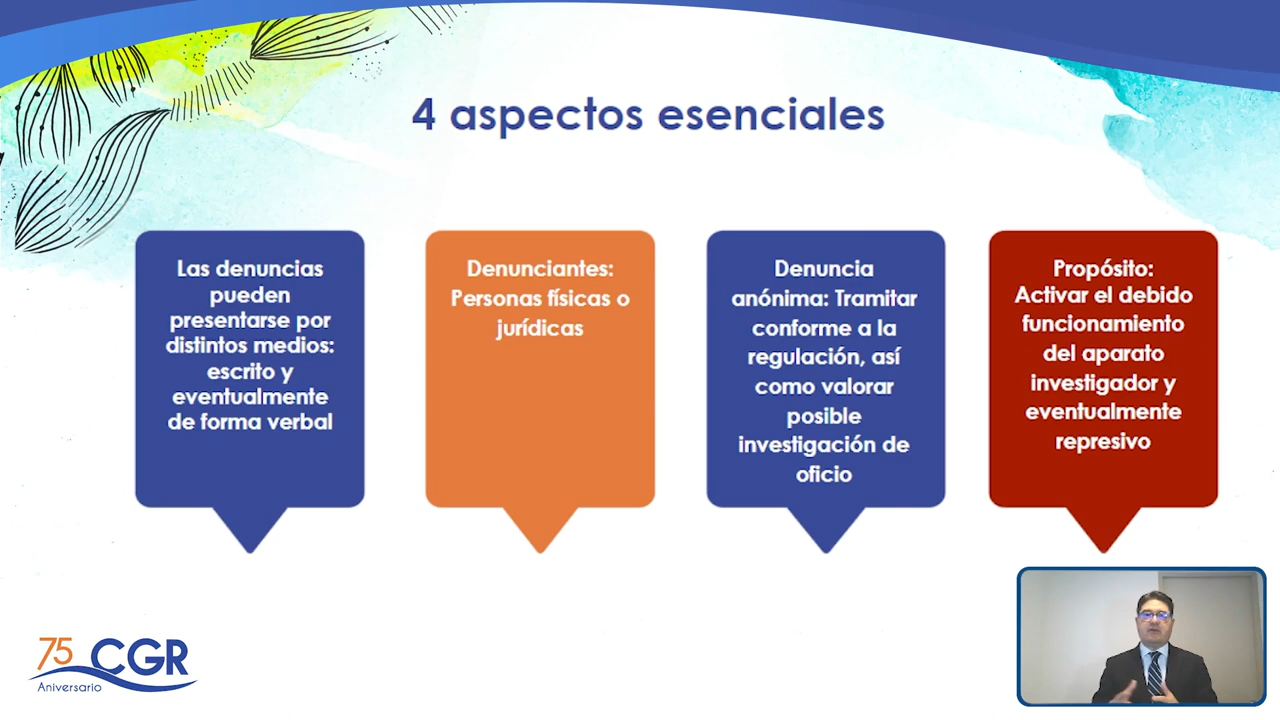 4 aspectos esenciales
Las denuncias
pueden
presentarse por
distintos medios:
escrito y
eventualmente
de forma verbal
Denunciantes:
Personas físicas o
jurídicas
Denuncia
anónima: Tramitar
conforme a la
regulación, así
como valorar
posible
investigación de
oficio
Propósito:
Activar el debido
funcionamiento
del aparato
investigador y
eventualmente
represivo
75 CGR
Aniversario